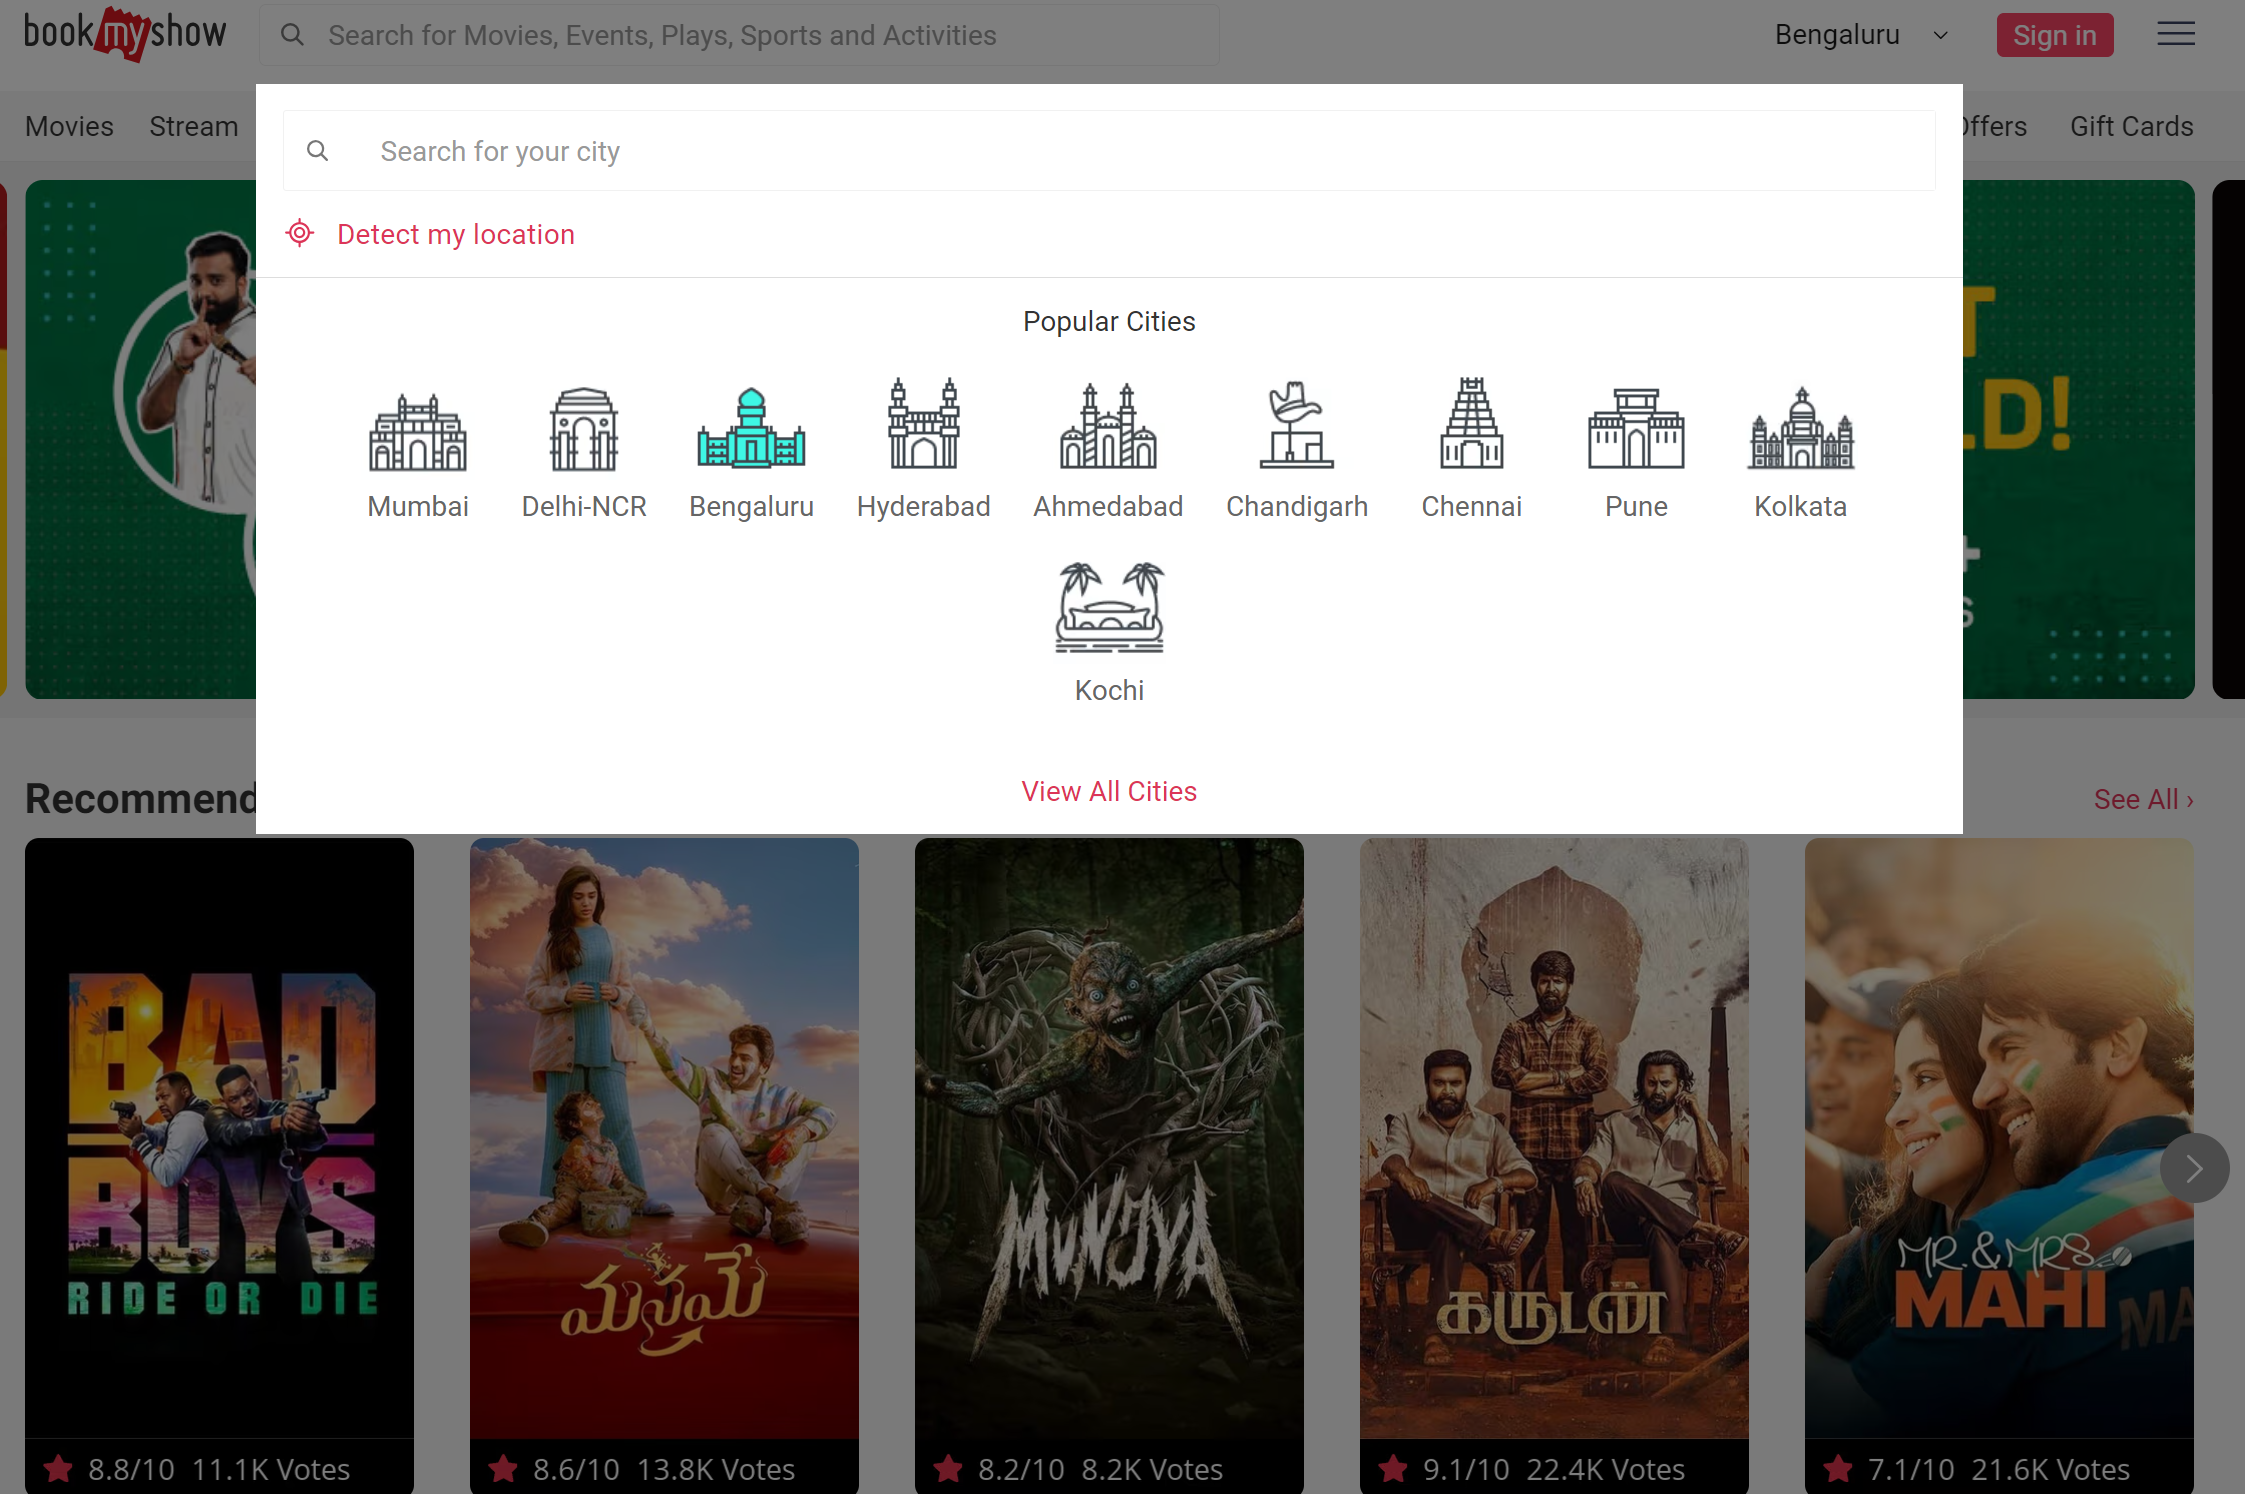 bookmyshow
Search for Movies, Events, Plays, Sports and Activities
Bengaluru
Sign in
Movies
Stream
Offers
Gift Cards
Search for your city
Detect my location
Popular Cities
Mumbai
Delhi-NCR
Bengaluru
Hyderabad
Ahmedabad
Chandigarh
Chennai
Pune
Kolkata
Kochi
View All Cities
D!
+
Recommend
See All ›
BAD
BOYS
RIDE OR DIE
మనమే
MUNJYA
கருடன்
MR. & MRS.
MAHI
MA
8.8/10 11.1K Votes
8.6/10 13.8K Votes
8.2/10 8.2K Votes
9.1/10 22.4K Votes
7.1/10 21.6K Votes